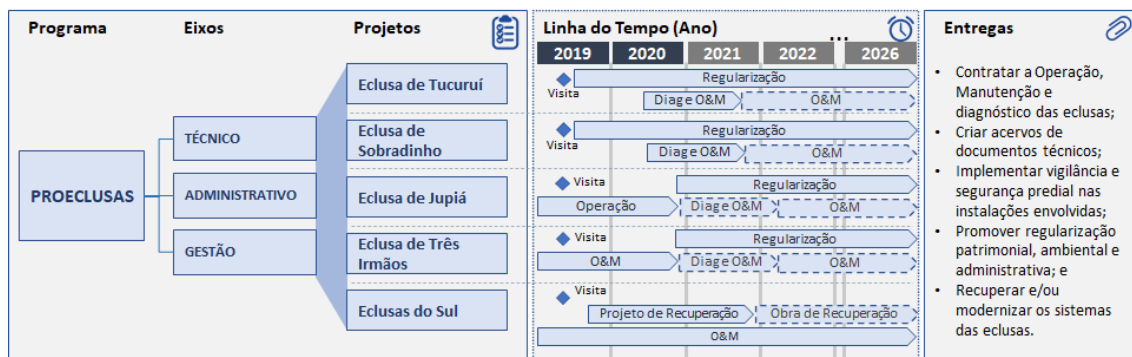 Programa
Eixos
Projetos
PROECLUSAS
TÉCNICO
ADMINISTRATIVO
GESTÃO
Eclusa de Tucuruí
Eclusa de
Sobradinho
Eclusa de Jupiá
Eclusa de Três
Irmãos
Eclusas do Sul
Linha do Tempo (Ano)
...
2019 2020 2021 2022 2026
Visita
Regularização
Diag e O&M
O&M
Visita
Regularização
Diag e O&M
O&M
Visita
Regularização
Operação
Diag e O&M
O&M
Visita
Regularização
O&M
Diag e O&M
O&M
Visita
Projeto de Recuperação
Obra de Recuperação
O&M
Entregas
• Contratar a Operação,
Manutenção e
diagnóstico das eclusas;
• Criar acervos de
documentos técnicos;
• Implementar vigilância e
segurança predial nas
instalações envolvidas;
• Promover regularização
patrimonial, ambiental e
administrativa; e
• Recuperar e/ou
modernizar os sistemas
das eclusas.